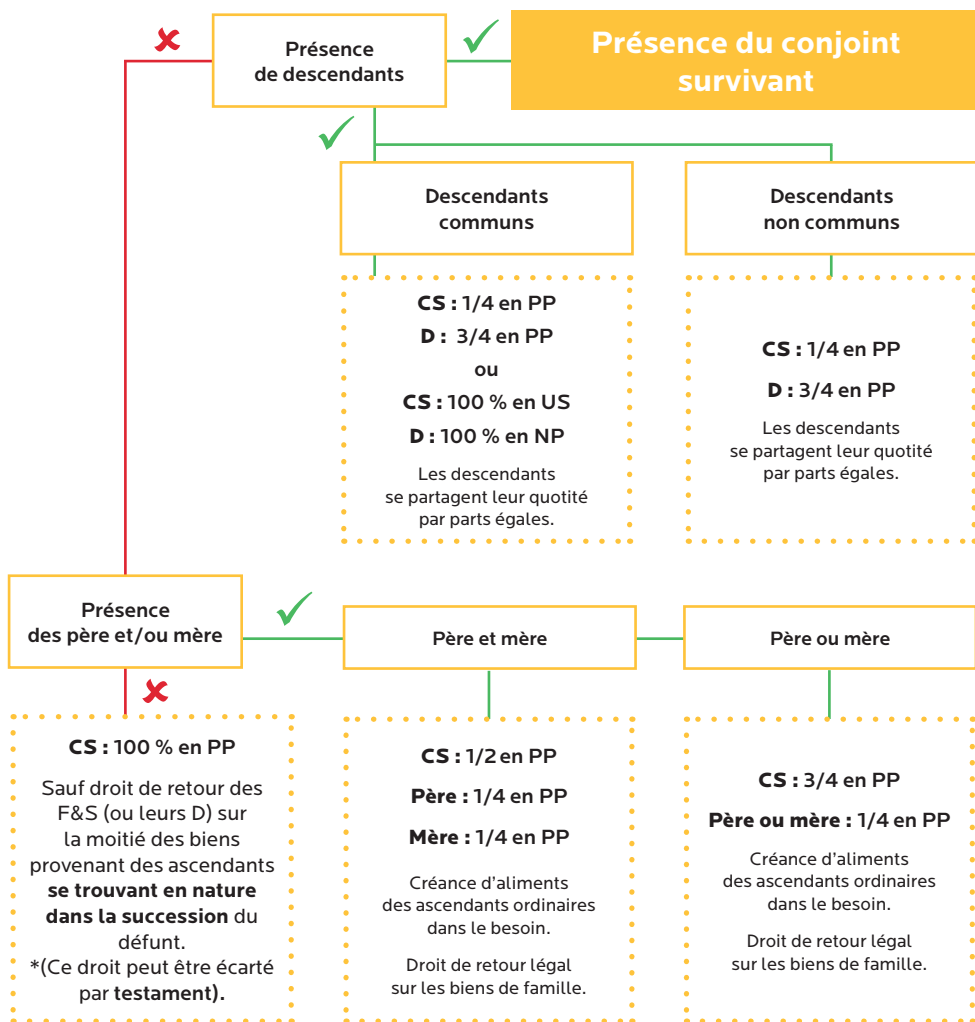 Présence
de descendants
Présence du conjoint
survivant
Descendants
communs
Descendants
non communs
CS : 1/4 en PP
D : 3/4 en PP
ou
CS : 100 % en US
D : 100 % en NP
Les descendants
se partagent leur quotité
par parts égales.
CS : 1/4 en PP
D : 3/4 en PP
Les descendants
se partagent leur quotité
par parts égales.
Présence
des père et/ou mère
Père et mère
Père ou mère
CS : 100 % en PP
Sauf droit de retour des
F&S (ou leurs D) sur
la moitié des biens
provenant des ascendants
se trouvant en nature
dans la succession du
défunt.
*(Ce droit peut être écarté
par testament).
CS : 1/2 en PP
Père : 1/4 en PP
Mère : 1/4 en PP
Créance d’aliments
des ascendants ordinaires
dans le besoin.
Droit de retour légal
sur les biens de famille.
CS : 3/4 en PP
Père ou mère : 1/4 en PP
Créance d’aliments
des ascendants ordinaires
dans le besoin.
Droit de retour légal
sur les biens de famille.